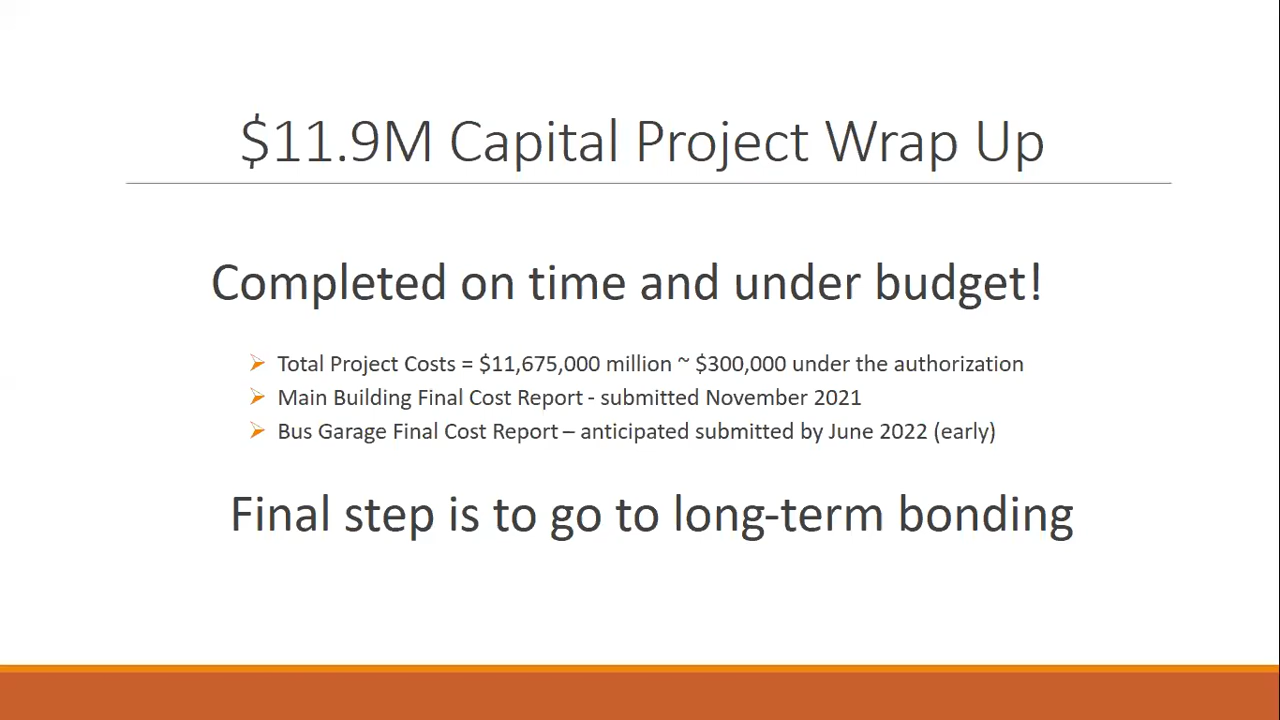 $11.9M Capital Project Wrap Up
Completed on time and under budget!
Total Project Costs = $11,675,000 million ~ $300,000 under the authorization
Main Building Final Cost Report - submitted November 2021
Bus Garage Final Cost Report – anticipated submitted by June 2022 (early)
Final step is to go to long-term bonding